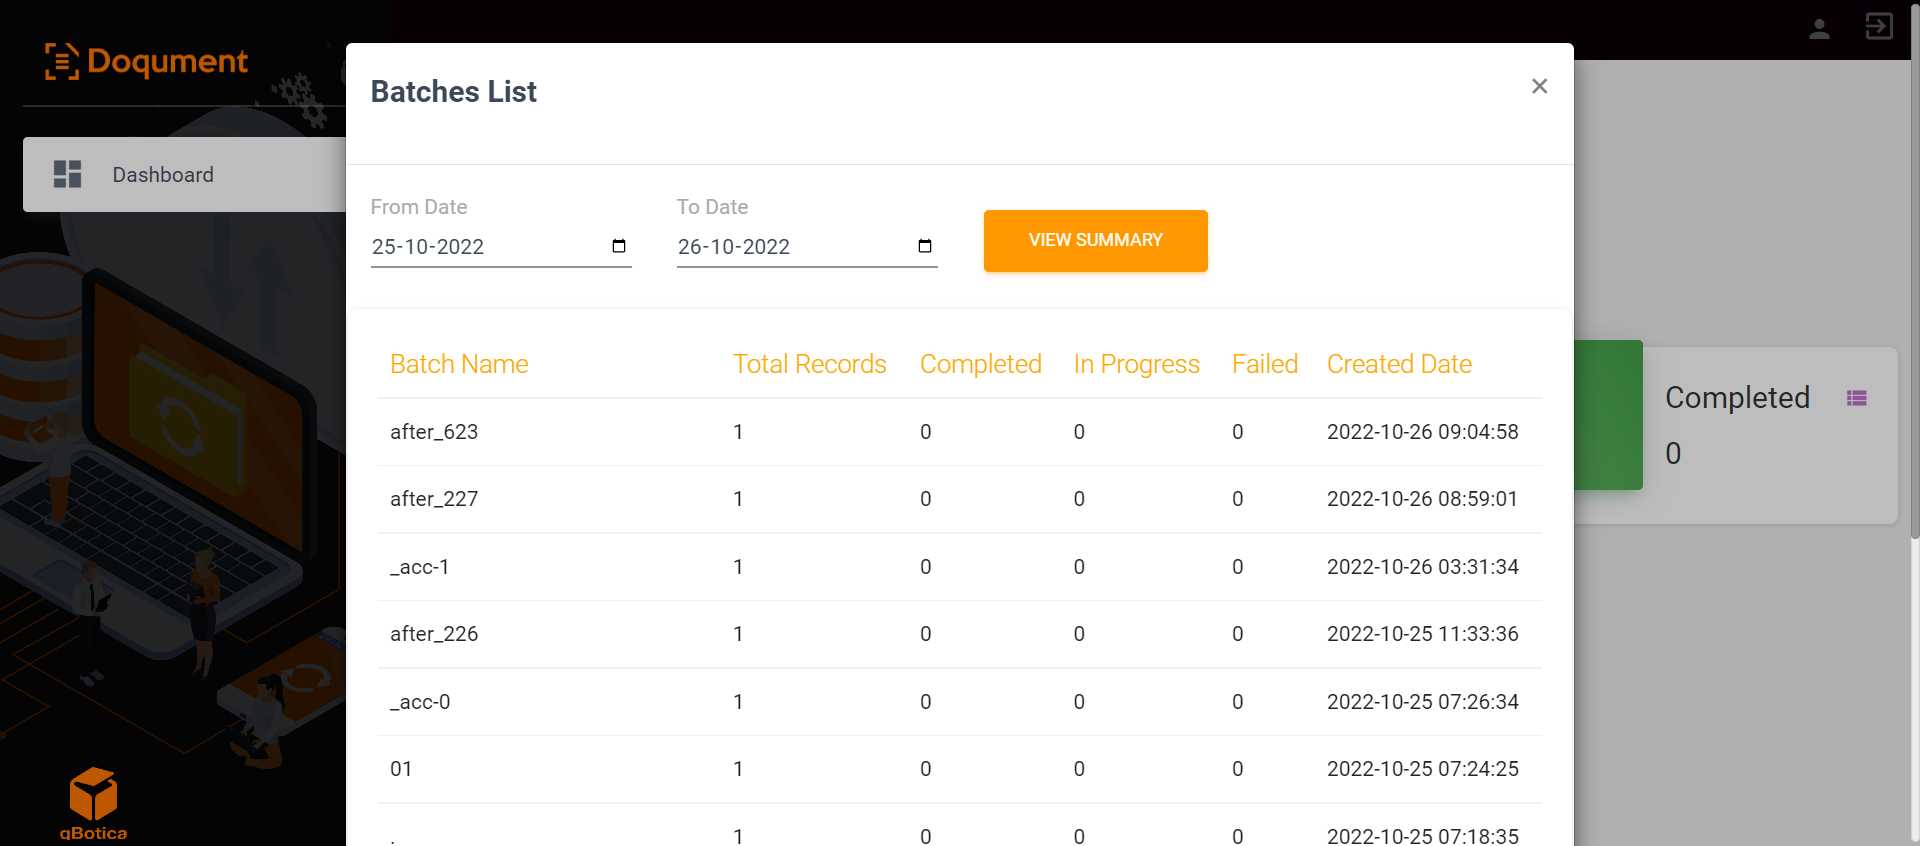 Doqument
Dashboard
Batches List
×
From Date
To Date
25-10-2022
26-10-2022
VIEW SUMMARY
Batch Name Total Records Completed In Progress Failed Created Date
after_623 1 0 0 0 2022-10-26 09:04:58
after_227 1 0 0 0 2022-10-26 08:59:01
_acc-1 1 0 0 0 2022-10-26 03:31:34
after_226 1 0 0 0 2022-10-25 11:33:36
_acc-0 1 0 0 0 2022-10-25 07:26:34
01 1 0 0 0 2022-10-25 07:24:25
1 0 0 0 2022-10-25 07:18:35
Completed
0
qBotica